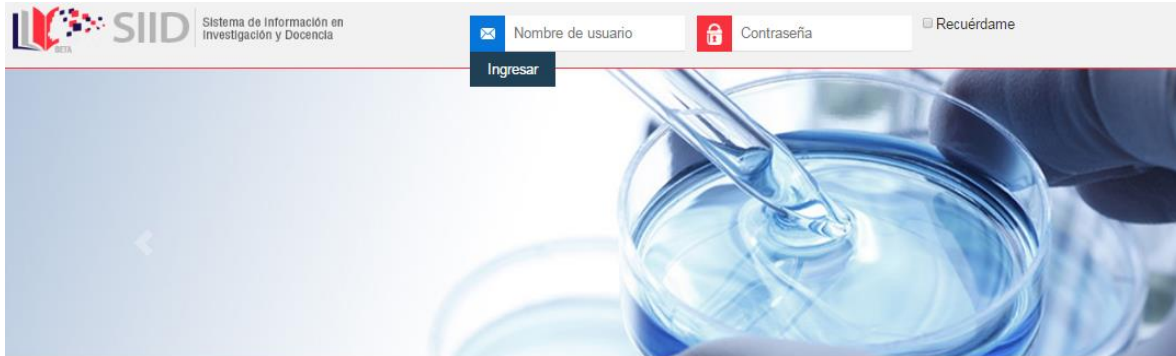 BETA
SIID
Sistema de Información en
Investigación y Docencia
Nombre de usuario
Contraseña
Recuérdame
Ingresar